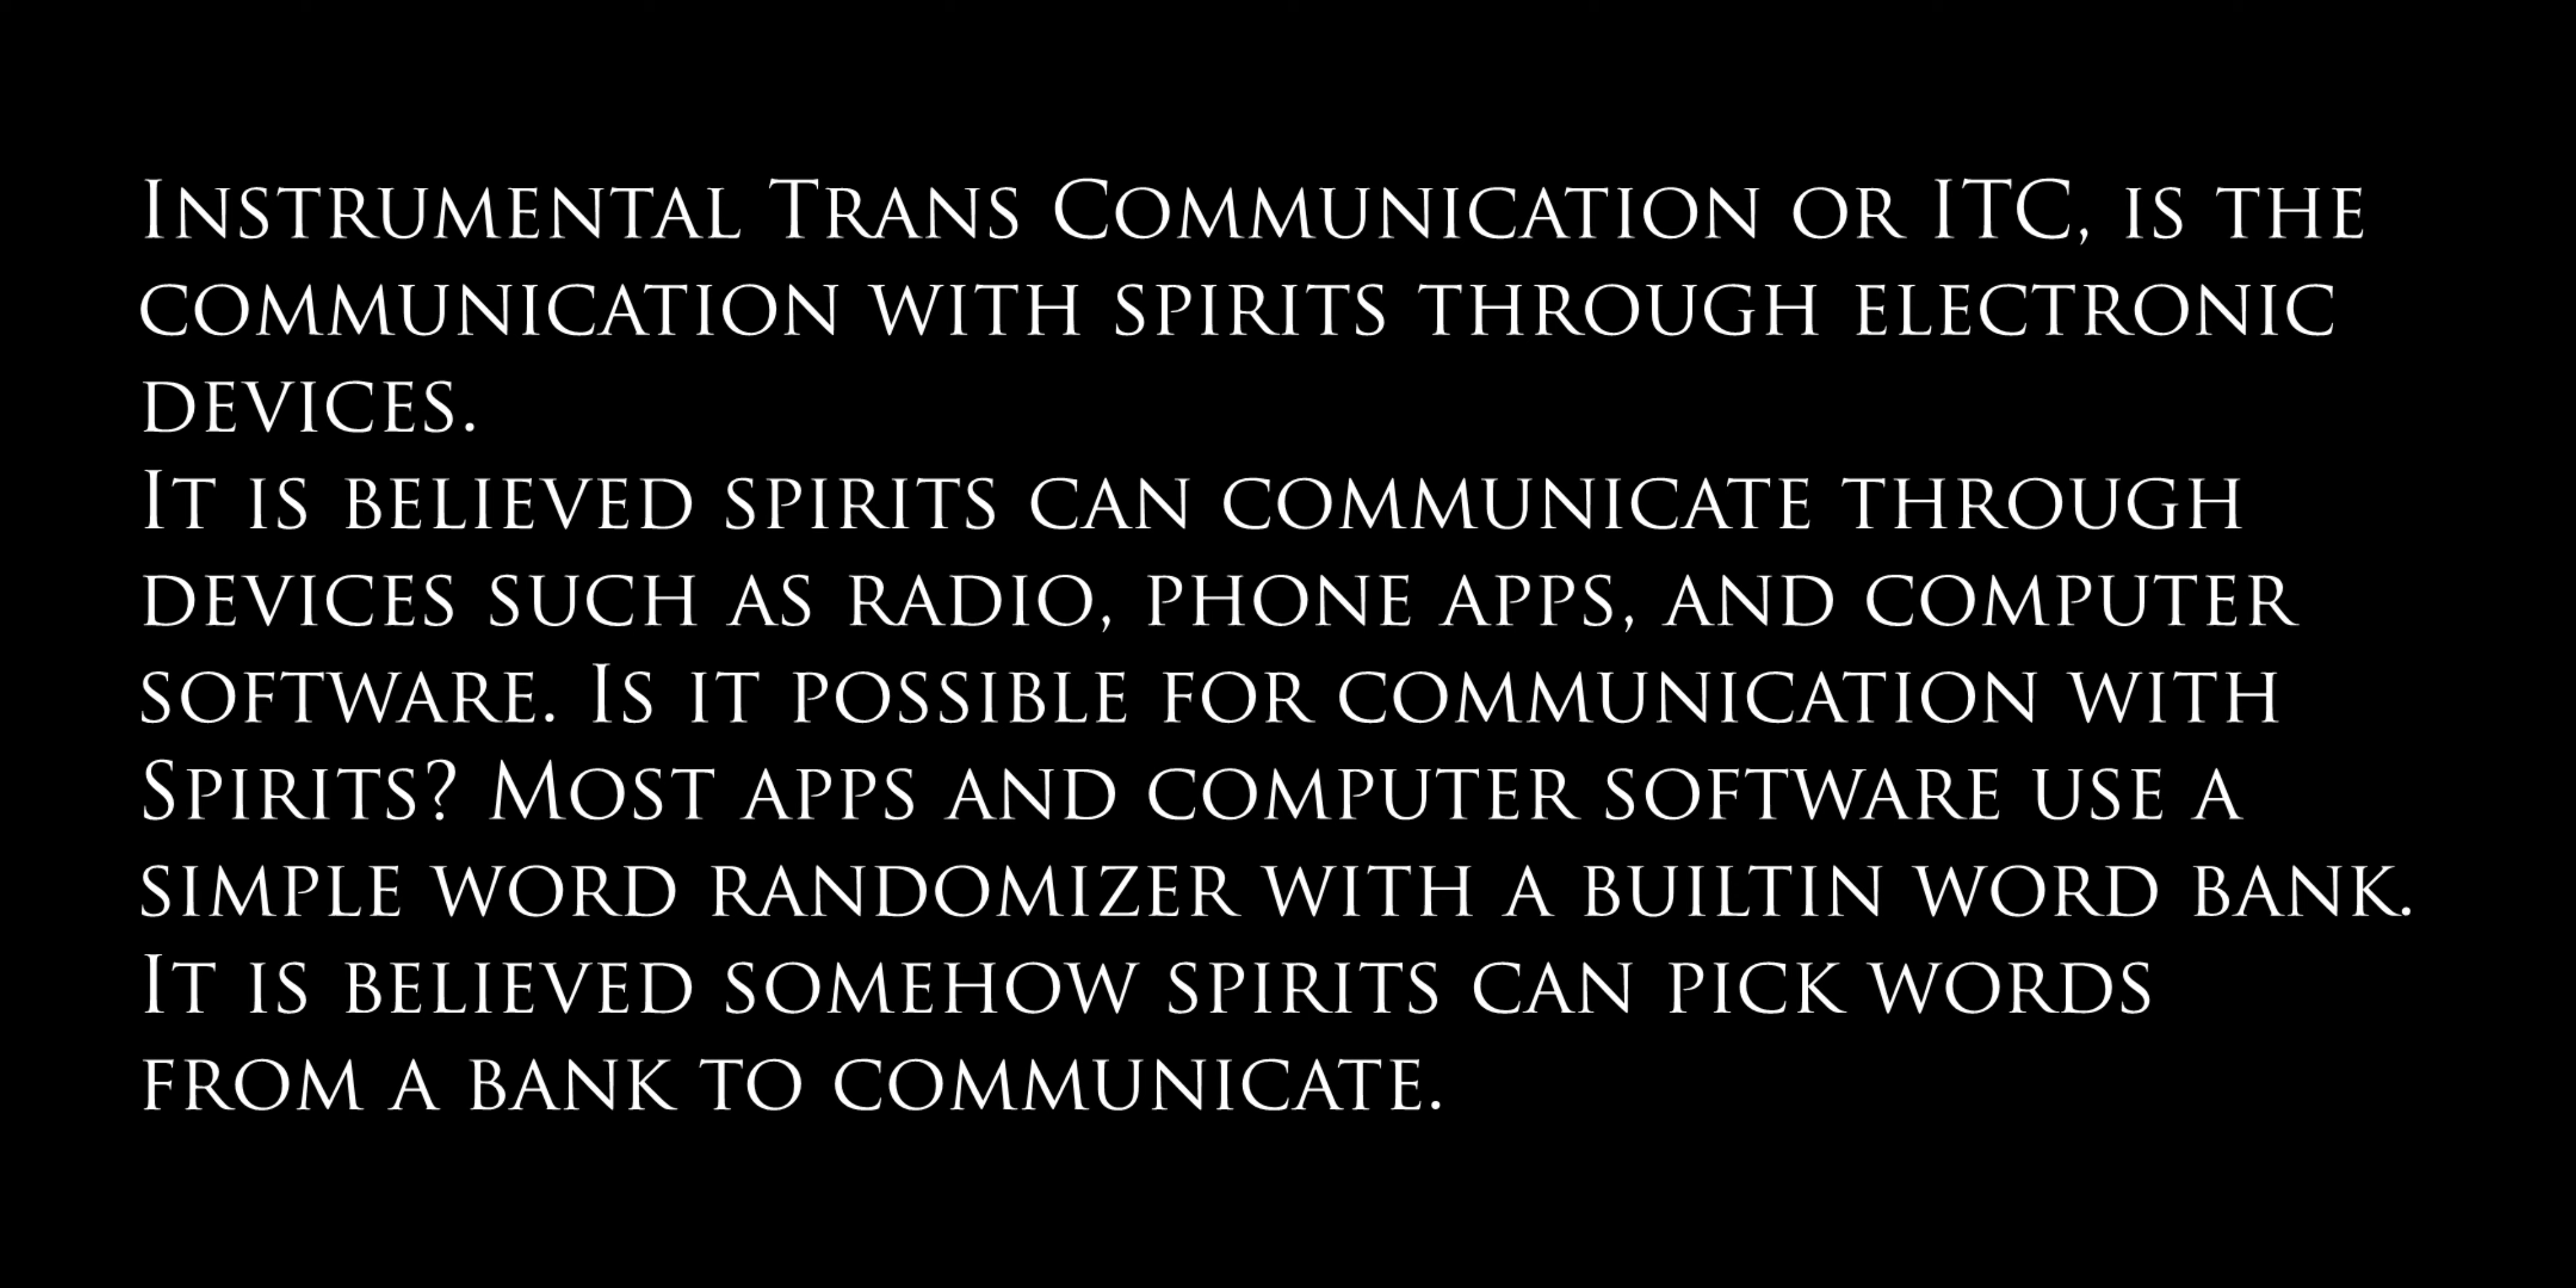 Instrumental Trans Communication or ITC, is the
communication with spirits through electronic
devices.
It is believed spirits can communicate through
devices such as radio, phone apps, and computer
software. Is it possible for communication with
Spirits? Most apps and computer software use a
simple word randomizer with a builtin word bank.
It is believed somehow spirits can pick words
from a bank to communicate.